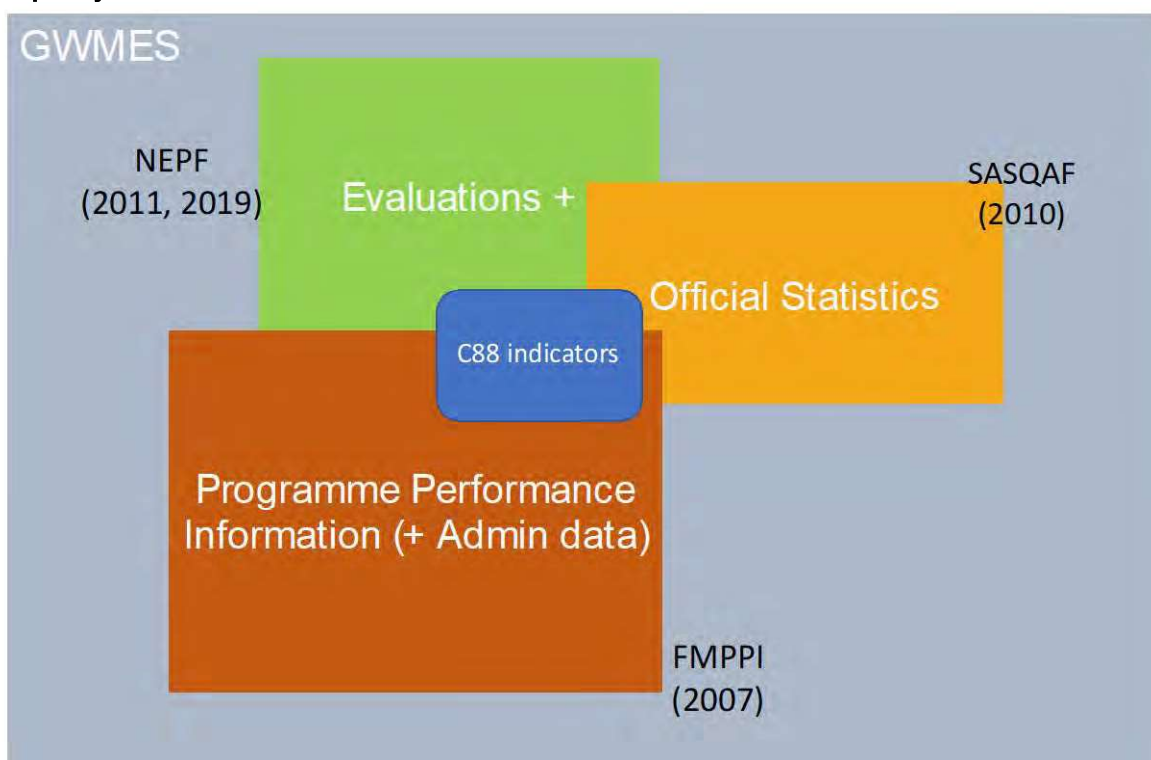 GWMES
NEPF
(2011, 2019)
Evaluations +
SASQAF
(2010)
Official Statistics
C88 indicators
Programme Performance
Information (+ Admin data)
FMPPI
(2007)